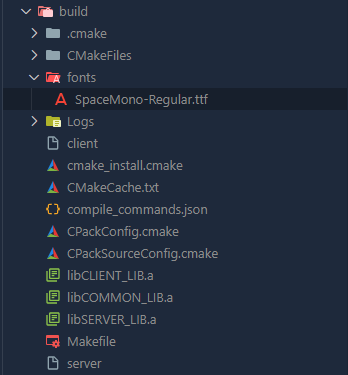 build
.cmake
CMakeFiles
fonts
SpaceMono-Regular.ttf
Logs
client
cmake_install.cmake
CMakeCache.txt
compile_commands.json
CPackConfig.cmake
CPackSourceConfig.cmake
libCLIENT_LIB.a
libCOMMON_LIB.a
libSERVER_LIB.a
Makefile
server